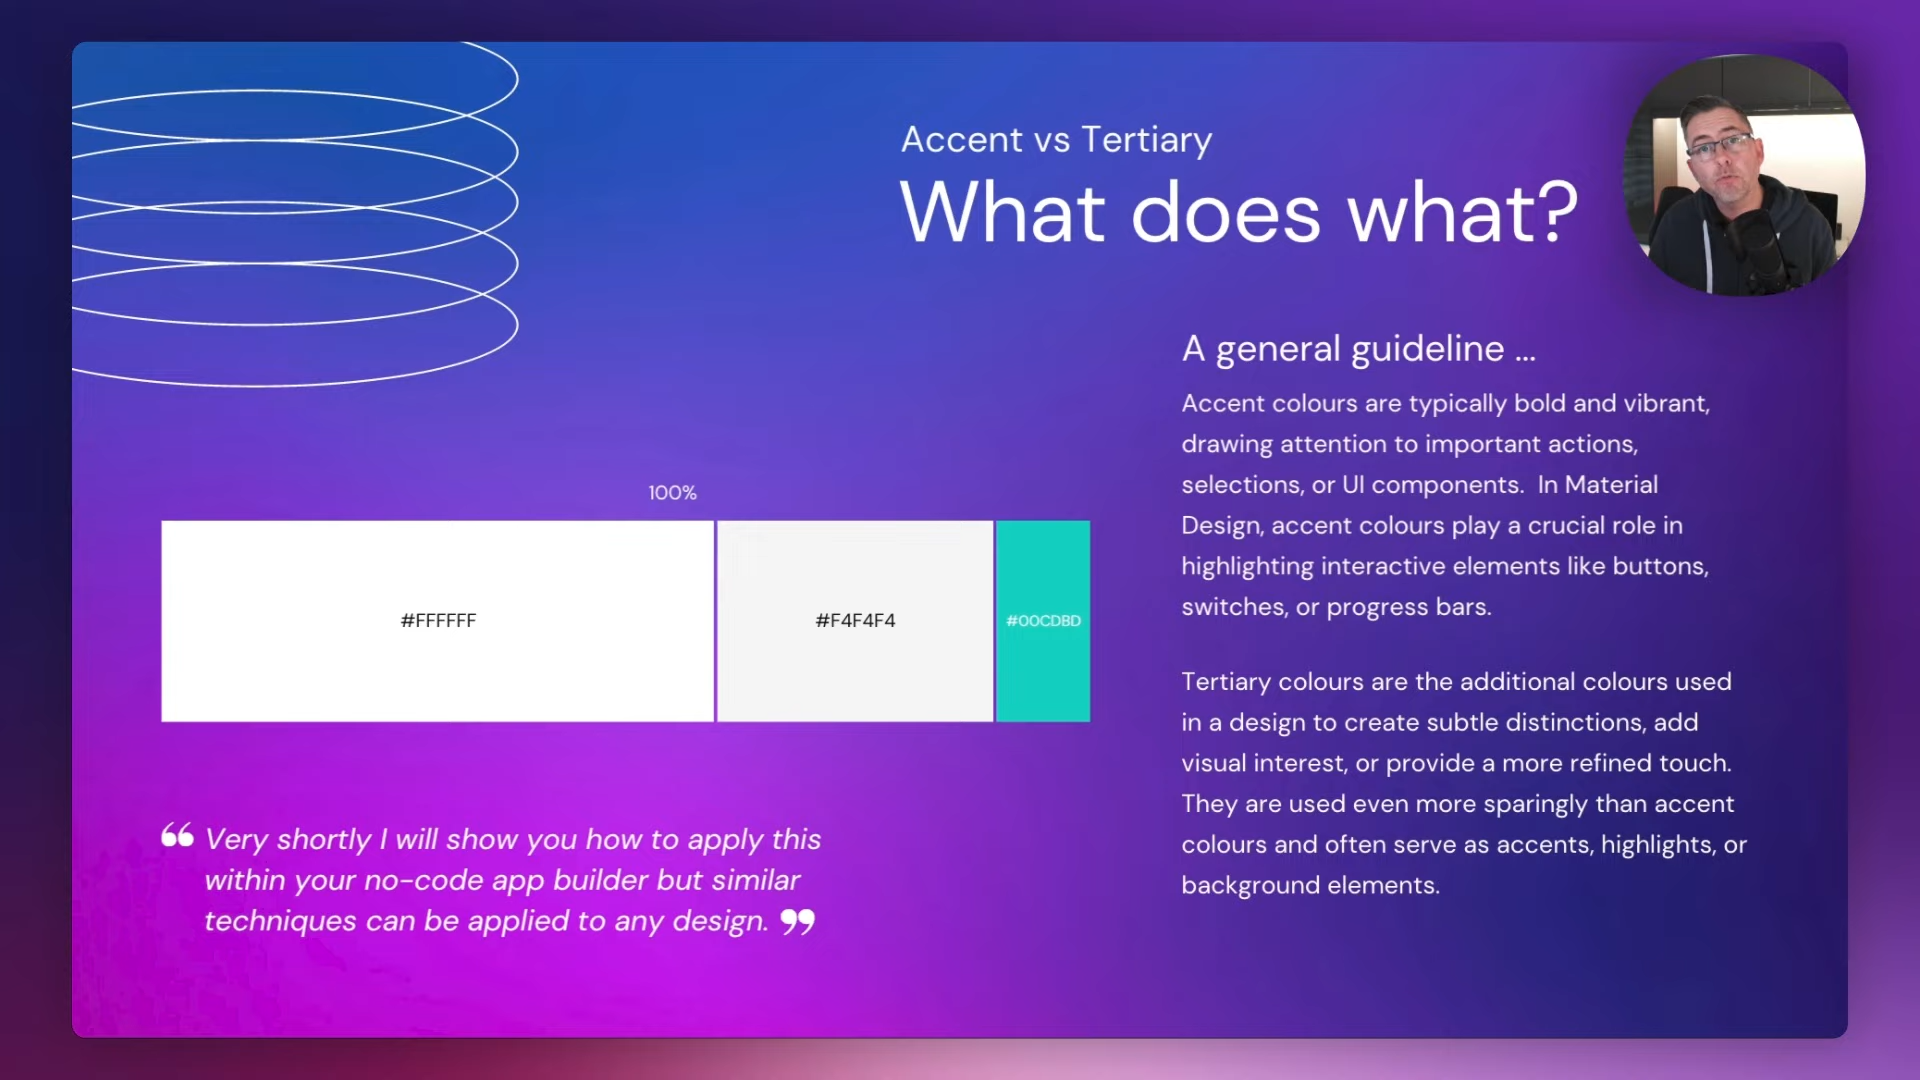 Accent vs Tertiary
What does what?
A general guideline ...
Accent colours are typically bold and vibrant,
drawing attention to important actions,
selections, or UI components.  In Material
Design, accent colours play a crucial role in
highlighting interactive elements like buttons,
switches, or progress bars.
Tertiary colours are the additional colours used
in a design to create subtle distinctions, add
visual interest, or provide a more refined touch.
They are used even more sparingly than accent
colours and often serve as accents, highlights, or
background elements.
100%
#FFFFFF
#F4F4F4
#00CDBD
❝ Very shortly I will show you how to apply this
within your no-code app builder but similar
techniques can be applied to any design. ❞